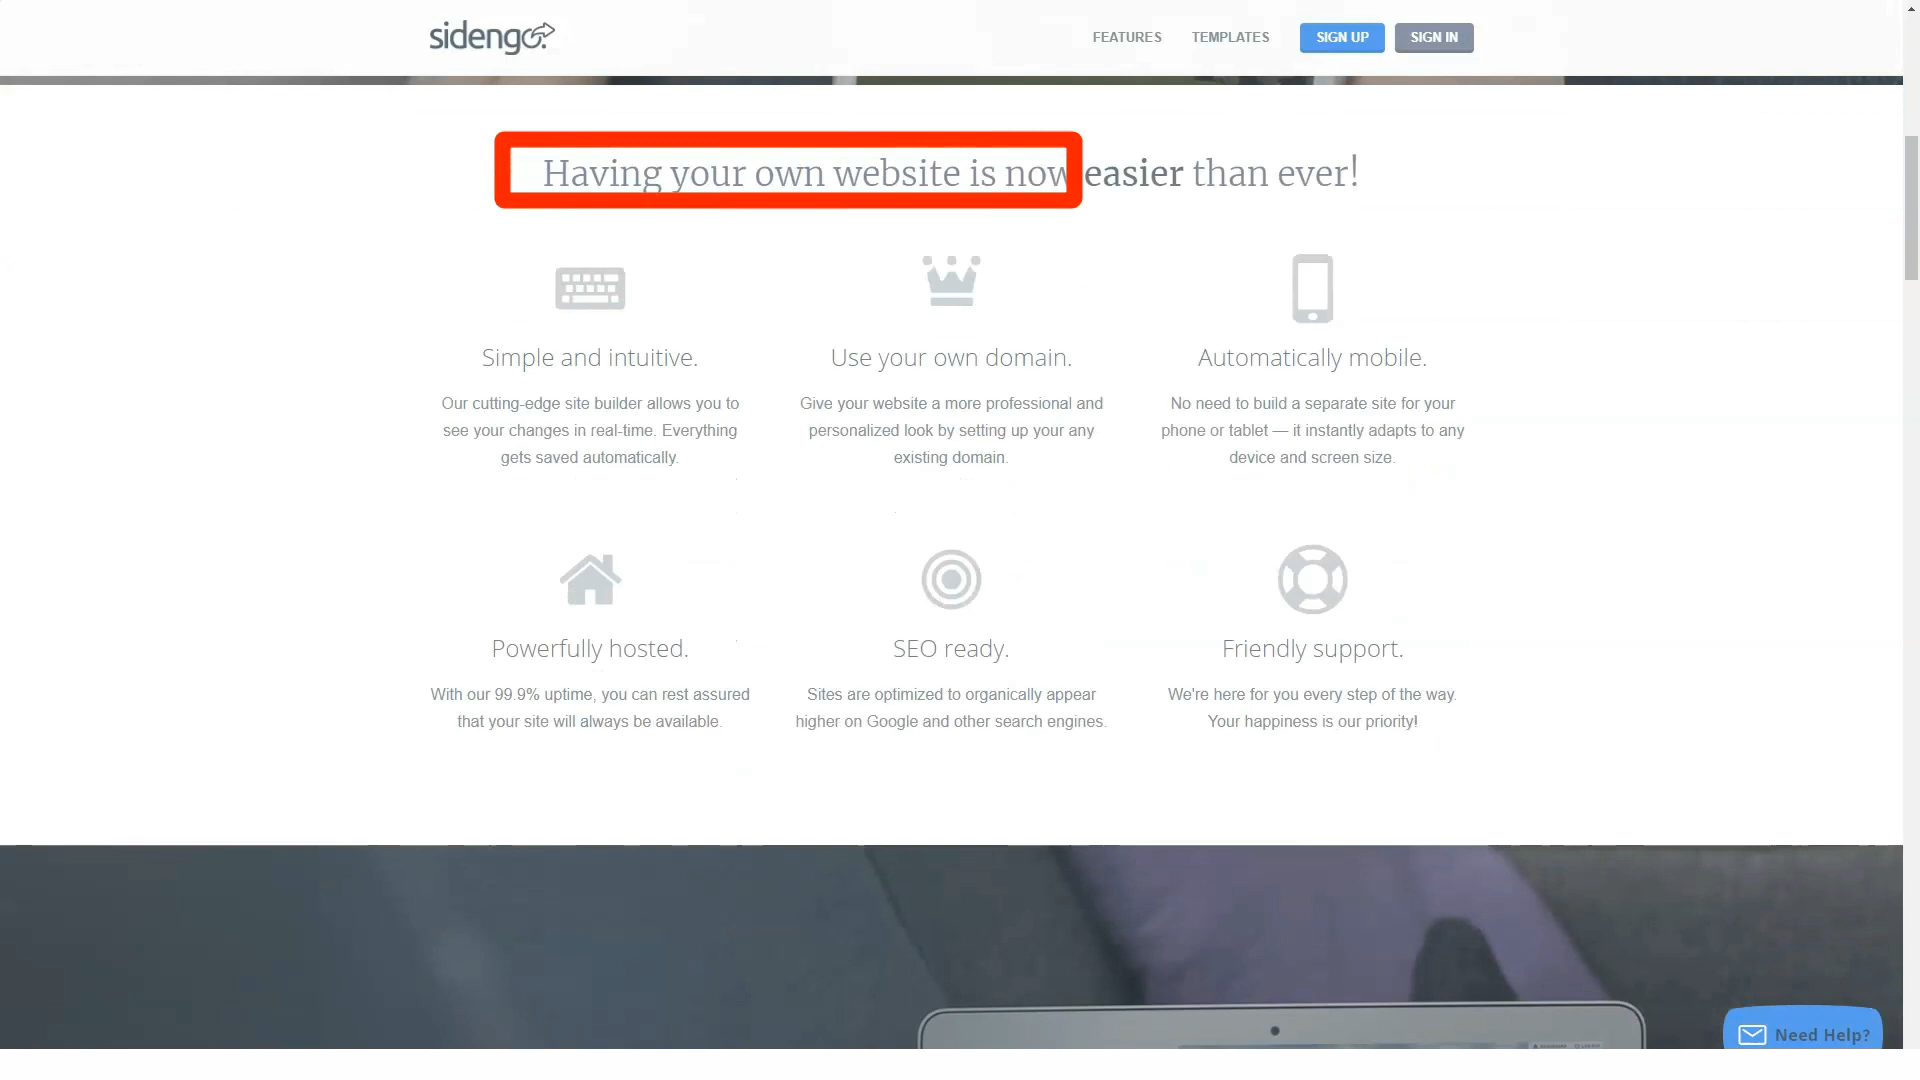 sidengo
FEATURES TEMPLATES SIGN UP SIGN IN
Having your own website is now easier than ever!
Simple and intuitive.
Our cutting-edge site builder allows you to
see your changes in real-time. Everything
gets saved automatically.
Use your own domain.
Give your website a more professional and
personalized look by setting up your any
existing domain.
Automatically mobile.
No need to build a separate site for your
phone or tablet — it instantly adapts to any
device and screen size.
Powerfully hosted.
With our 99.9% uptime, you can rest assured
that your site will always be available.
SEO ready.
Sites are optimized to organically appear
higher on Google and other search engines.
Friendly support.
We're here for you every step of the way.
Your happiness is our priority!
Need Help?